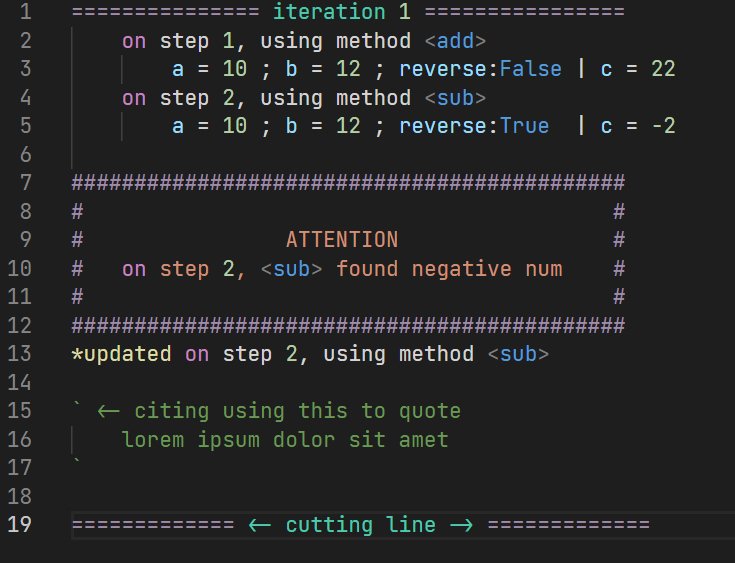 1 =============== iteration 1 ================
2 on step 1, using method <add>
3 a = 10 ; b = 12 ; reverse:False | c = 22
4 on step 2, using method <sub>
5 a = 10 ; b = 12 ; reverse:True  | c = -2
6
7 ############################################
8 #                                          #
9 #                ATTENTION                 #
10 #   on step 2, <sub> found negative num    #
11 #                                          #
12 ############################################
13 *updated on step 2, using method <sub>
14
15 ` <- citing using this to quote
16 lorem ipsum dolor sit amet
17 `
18
19 ============= <- cutting line -> =============